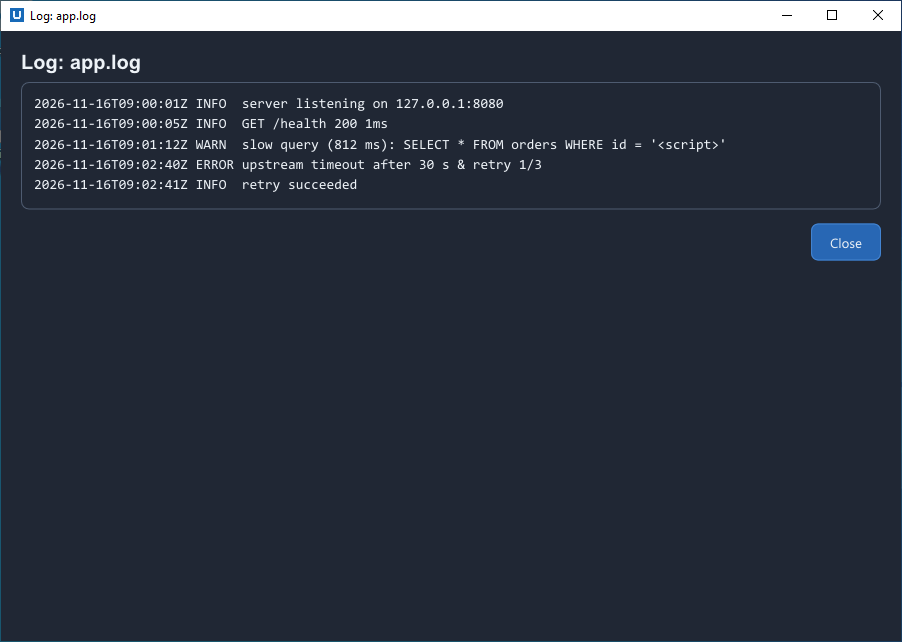 Log: app.log
Log: app.log
2026-11-16T09:00:01Z INFO  server listening on 127.0.0.1:8080
2026-11-16T09:00:05Z INFO  GET /health 200 1ms
2026-11-16T09:01:12Z WARN  slow query (812 ms): SELECT * FROM orders WHERE id = '<script>'
2026-11-16T09:02:40Z ERROR upstream timeout after 30 s & retry 1/3
2026-11-16T09:02:41Z INFO  retry succeeded
Close